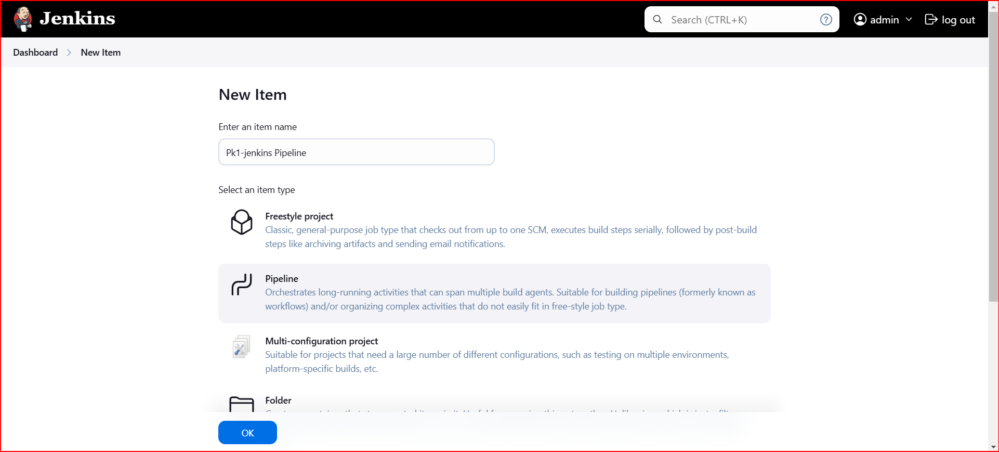 Jenkins
Search (CTRL+K)
?
admin
log out
Dashboard
New Item
New Item
Enter an item name
Pk1-jenkins Pipeline
Select an item type
Freestyle project
Classic, general-purpose job type that checks out from up to one SCM, executes build steps serially, followed by post-build
steps like archiving artifacts and sending email notifications.
Pipeline
Orchestrates long-running activities that can span multiple build agents. Suitable for building pipelines (formerly known as
workflows) and/or organizing complex activities that do not easily fit in free-style job type.
Multi-configuration project
Suitable for projects that need a large number of different configurations, such as testing on multiple environments,
platform-specific builds, etc.
Folder
OK